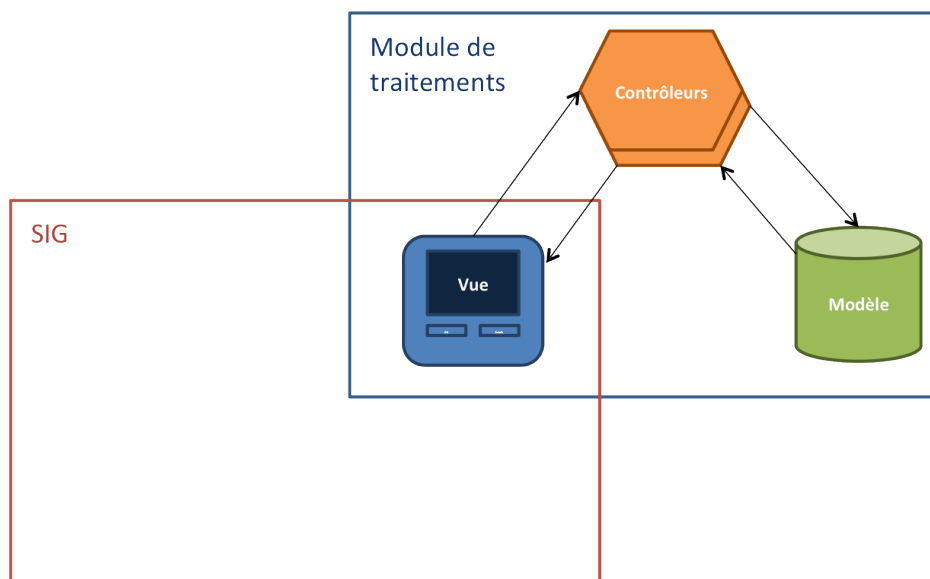 Module de
traitements
Contrôleurs
SIG
Vue
Modèle